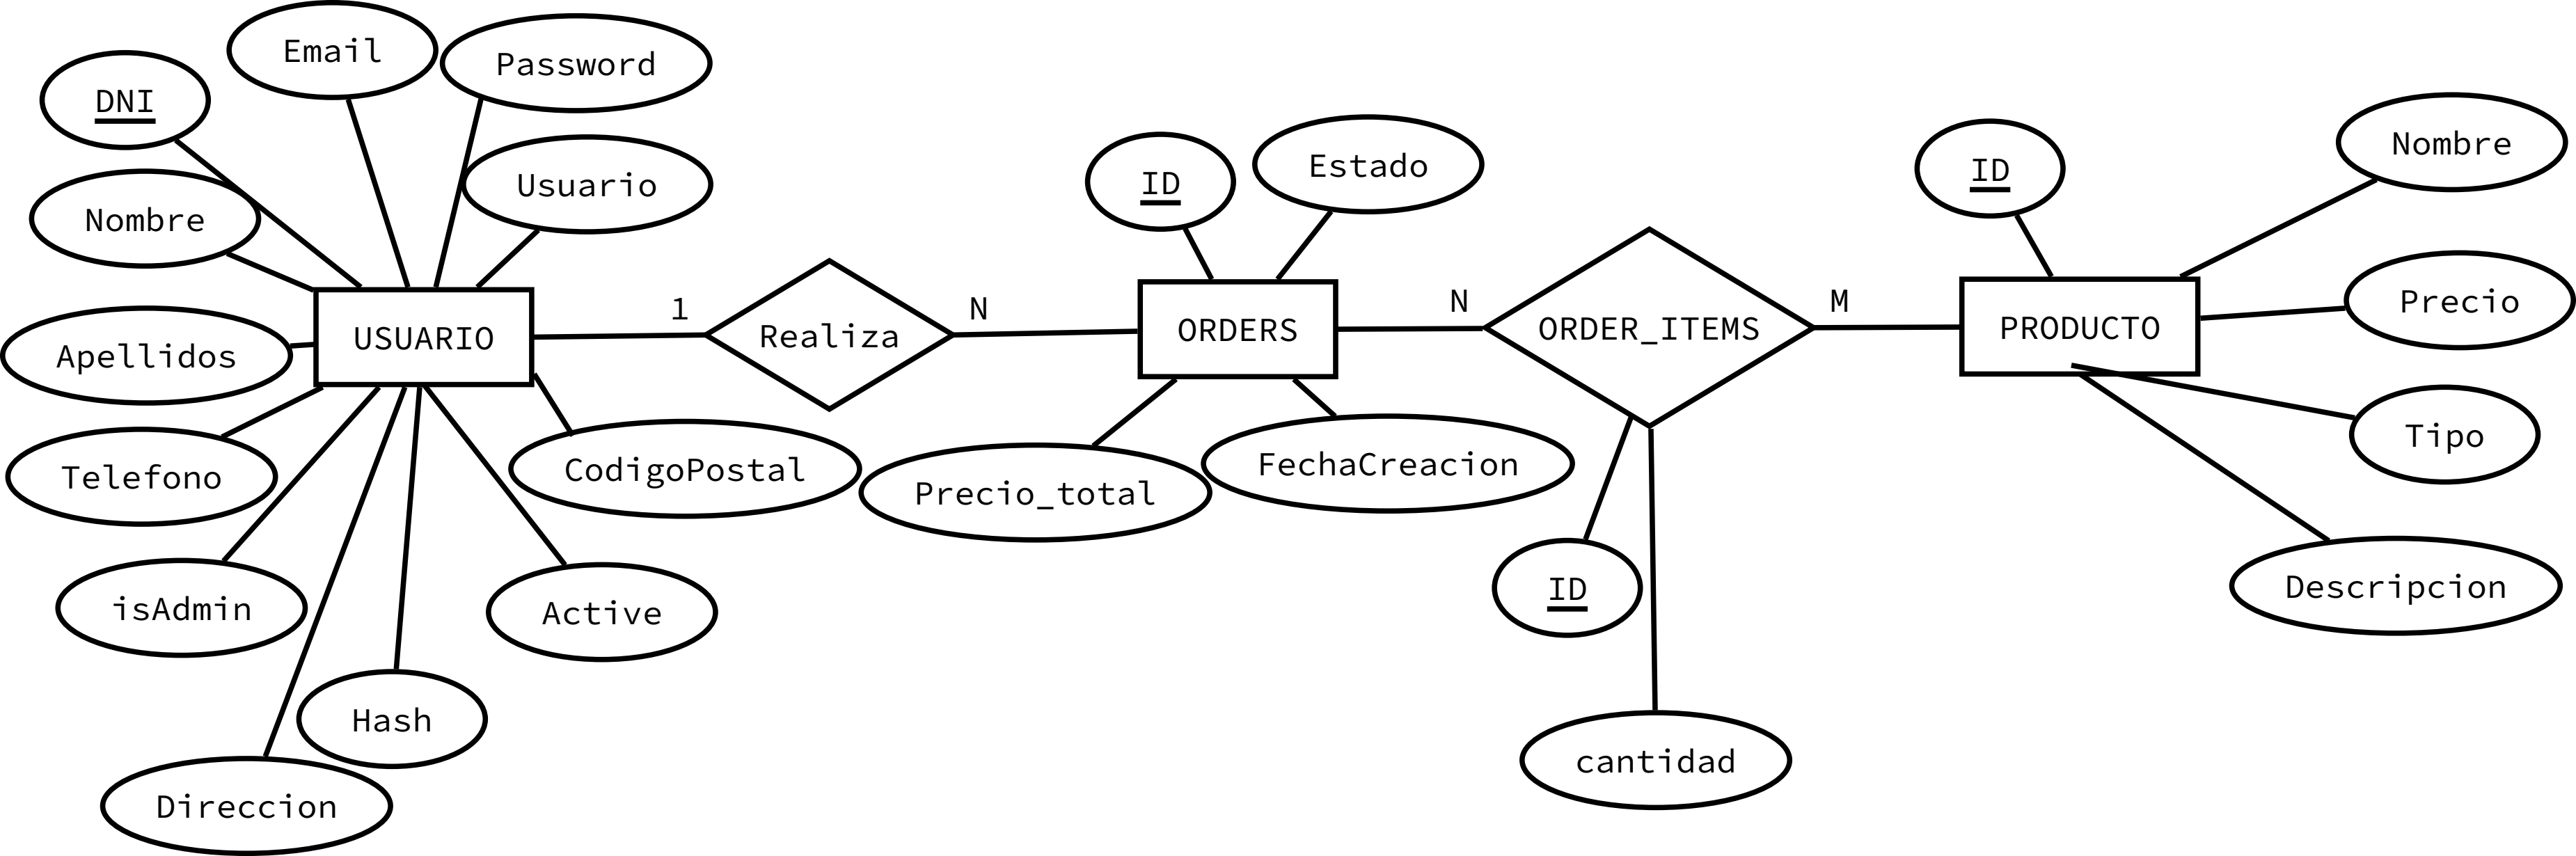 Email
Password
DNI
Usuario
Nombre
USUARIO
Apellidos
Telefono
isAdmin
Direccion
Hash
Active
CodigoPostal
1
Realiza
N
ID
Estado
ORDERS
Precio_total
FechaCreacion
N
ORDER_ITEMS
M
ID
cantidad
ID
Nombre
PRODUCTO
Precio
Tipo
Descripcion